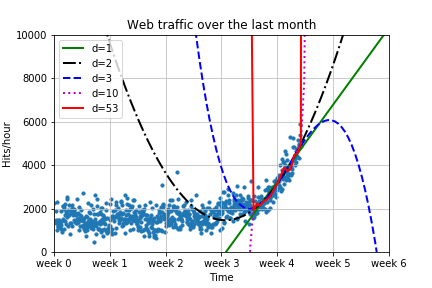 Web traffic over the last month
10000
8000
6000
4000
2000
0
Hits/hour
d=1
d=2
d=3
d=10
d=53
week 0 week 1 week 2 week 3 week 4 week 5 week 6
Time